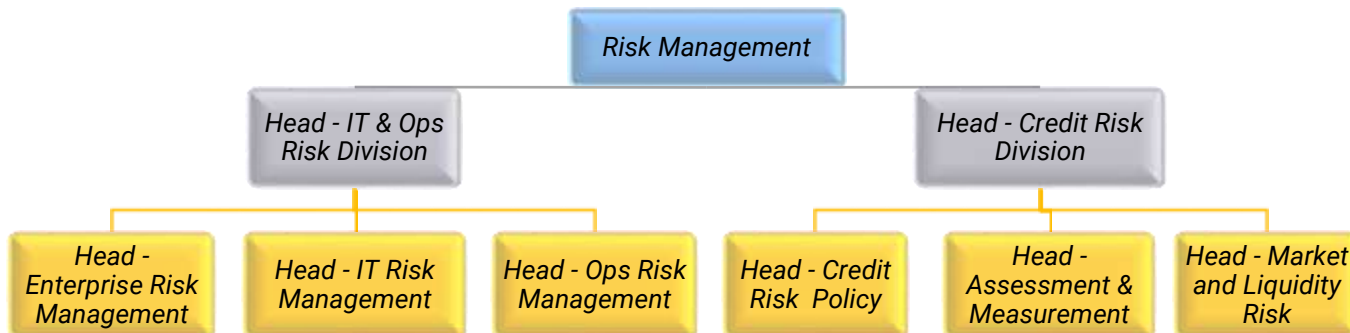 Risk Management
Head - IT & Ops
Risk Division
Head - Credit Risk
Division
Head -
Enterprise Risk
Management
Head - IT Risk
Management
Head - Ops Risk
Management
Head - Credit
Risk Policy
Head -
Assessment &
Measurement
Head - Market
and Liquidity
Risk